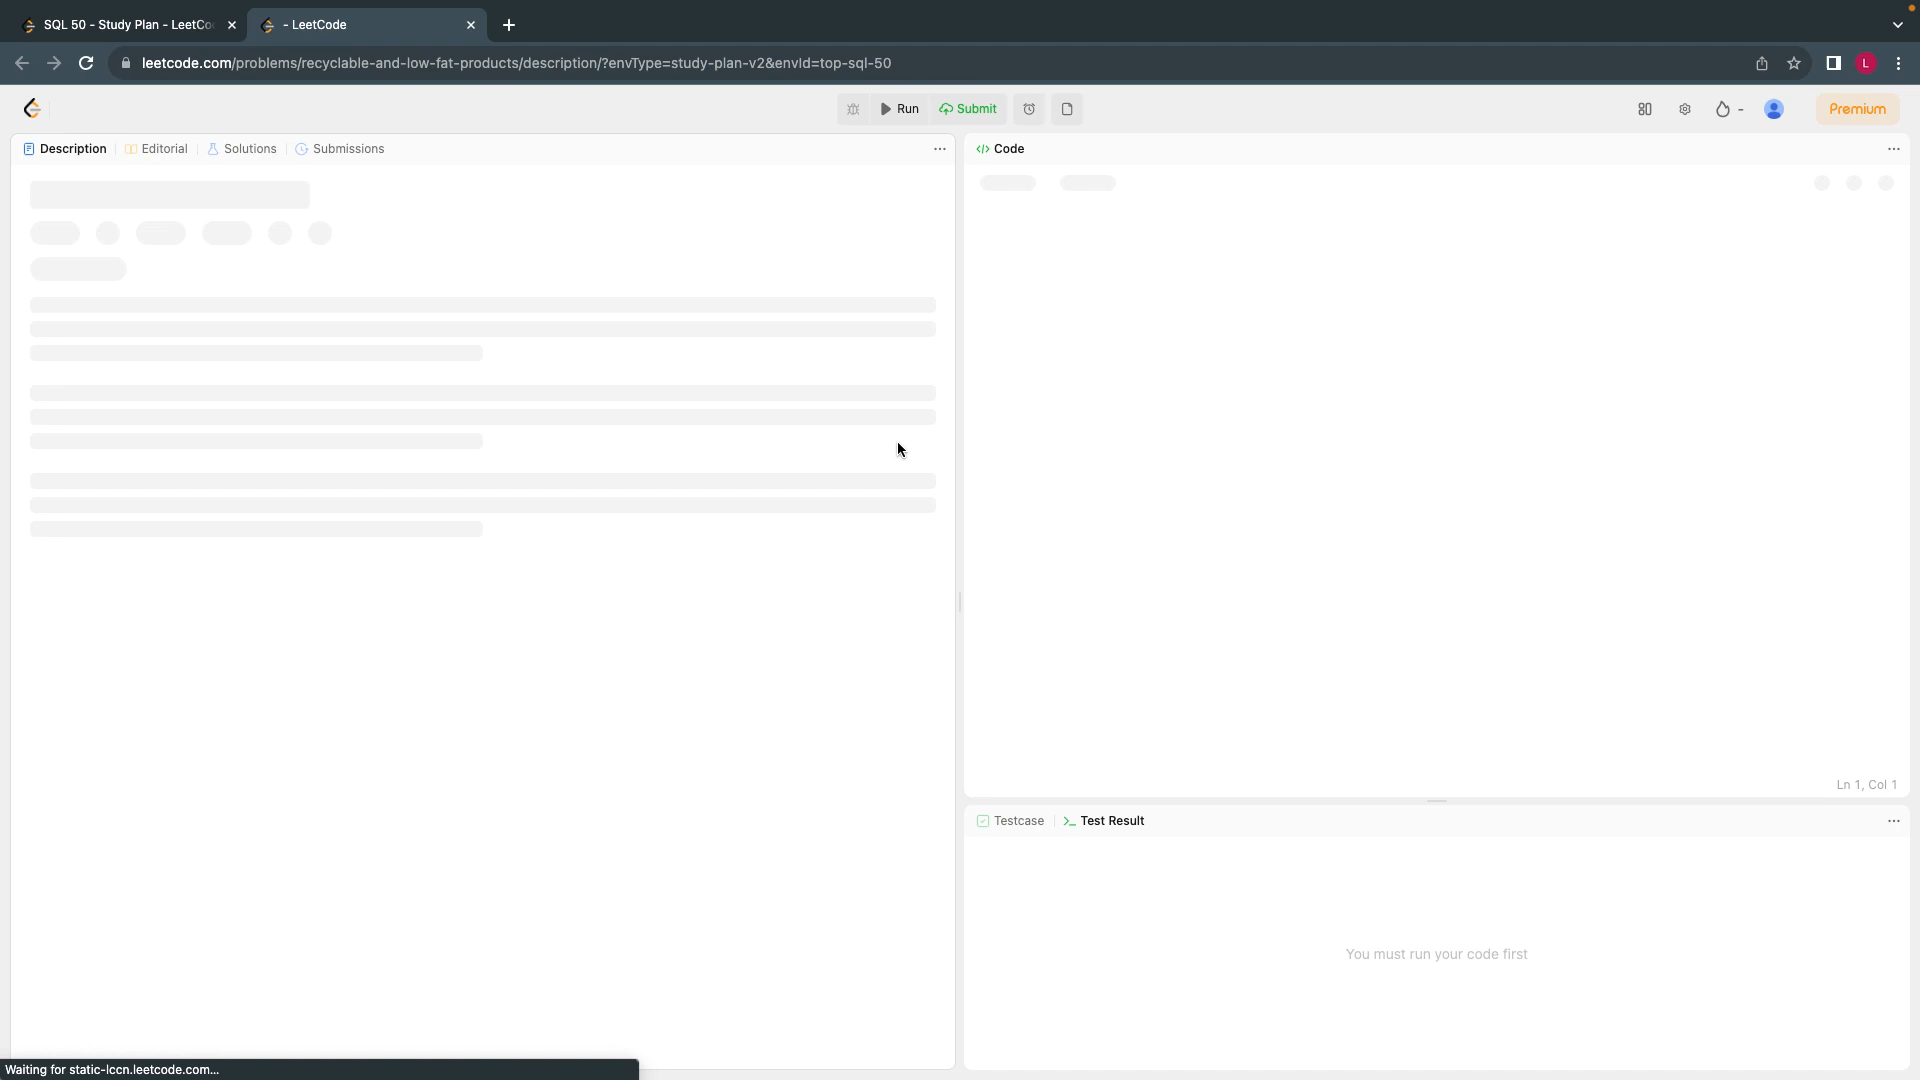 SQL 50 - Study Plan - LeetCo
- LeetCode
leetcode.com/problems/recyclable-and-low-fat-products/description/?envType=study-plan-v2&envId=top-sql-50
L
Run
Submit
-
Premium
Description
Editorial
Solutions
Submissions
Code
Ln 1, Col 1
Testcase
Test Result
You must run your code first
Waiting for static-lccn.leetcode.com...